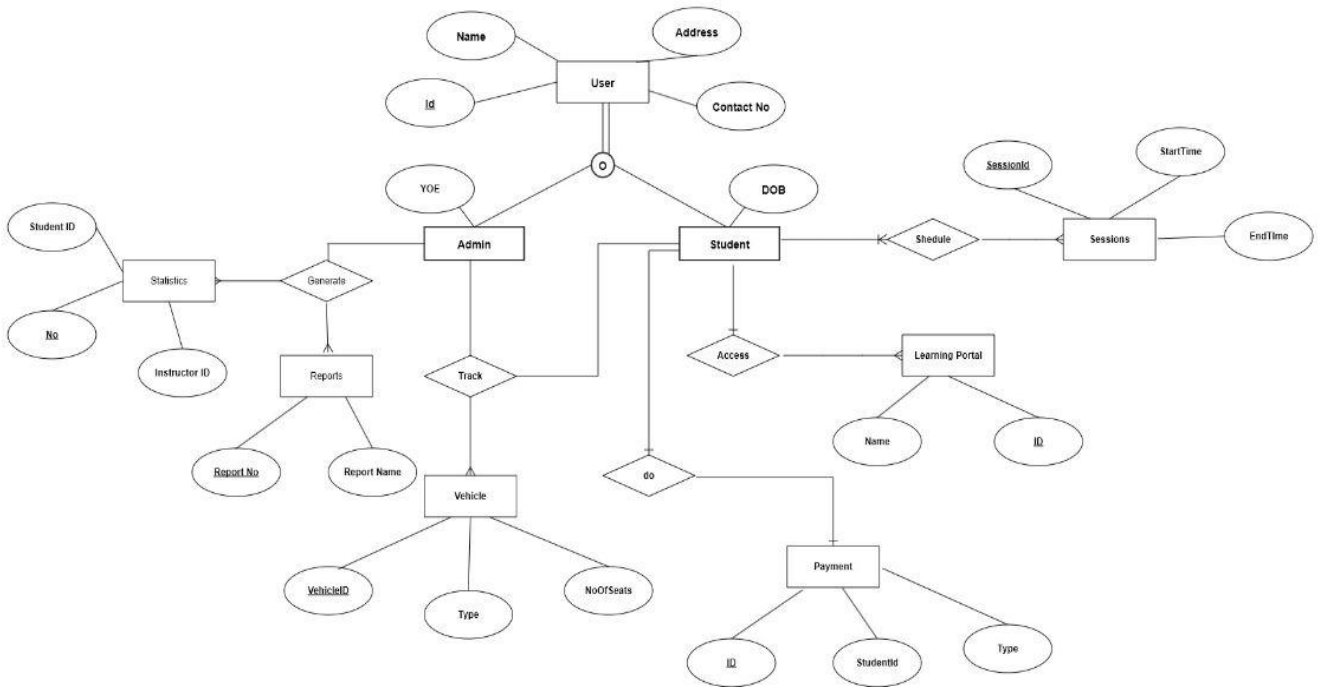 Name
Address
User
Id
Contact No
O
YOE
DOB
SessionId
StartTime
Student ID
Admin
Student
Shedule
Sessions
EndTIme
Statistics
Generate
No
Instructor ID
Reports
Track
Access
Learning Portal
Report No
Report Name
Name
ID
Vehicle
do
VehicleID
Type
NoOfSeats
Payment
ID
StudentId
Type